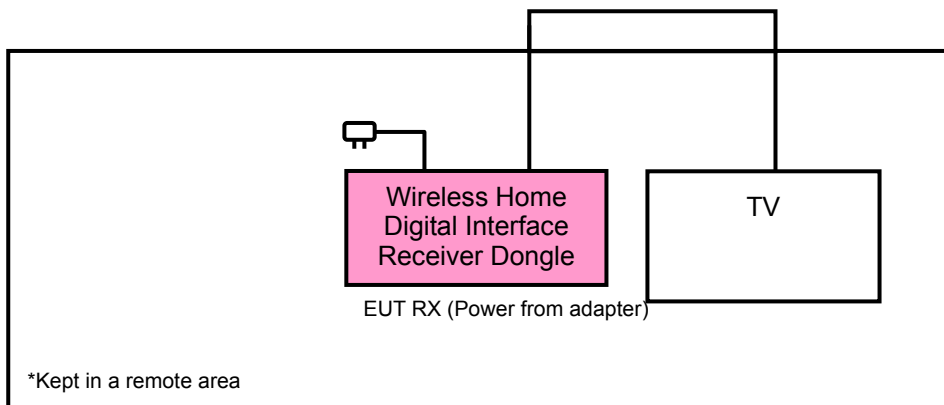 Wireless Home
Digital Interface
Receiver Dongle
TV
EUT RX (Power from adapter)
*Kept in a remote area